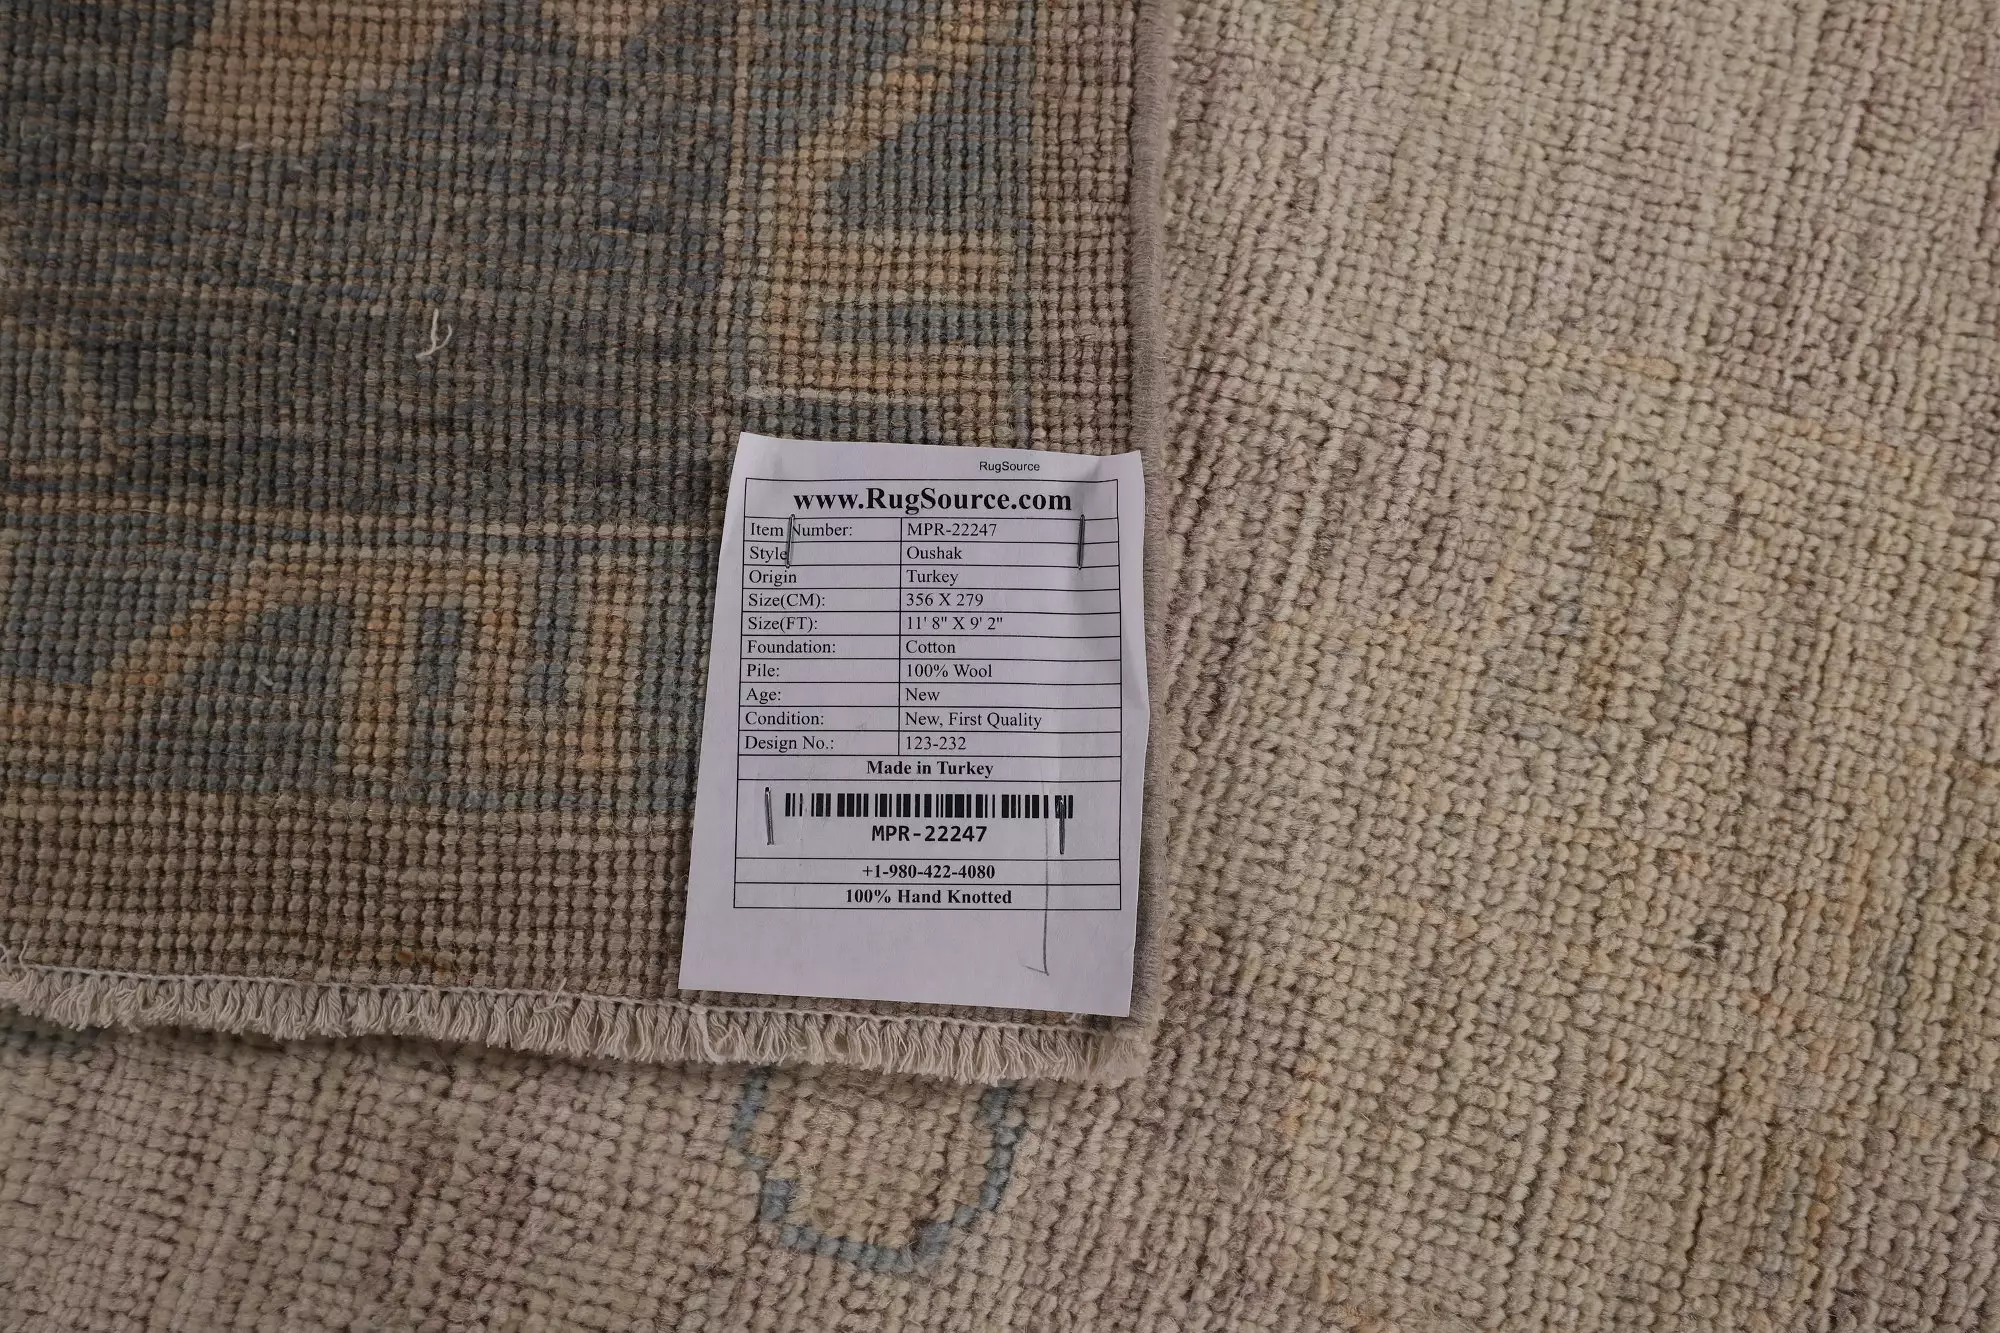 RugSource
www.RugSource.com
Item Number: MPR-22247
Style Oushak
Origin Turkey
Size(CM): 356 X 279
Size(FT): 11' 8" X 9' 2"
Foundation: Cotton
Pile: 100% Wool
Age: New
Condition: New, First Quality
Design No.: 123-232
Made in Turkey
MPR-22247
+1-980-422-4080
100% Hand Knotted